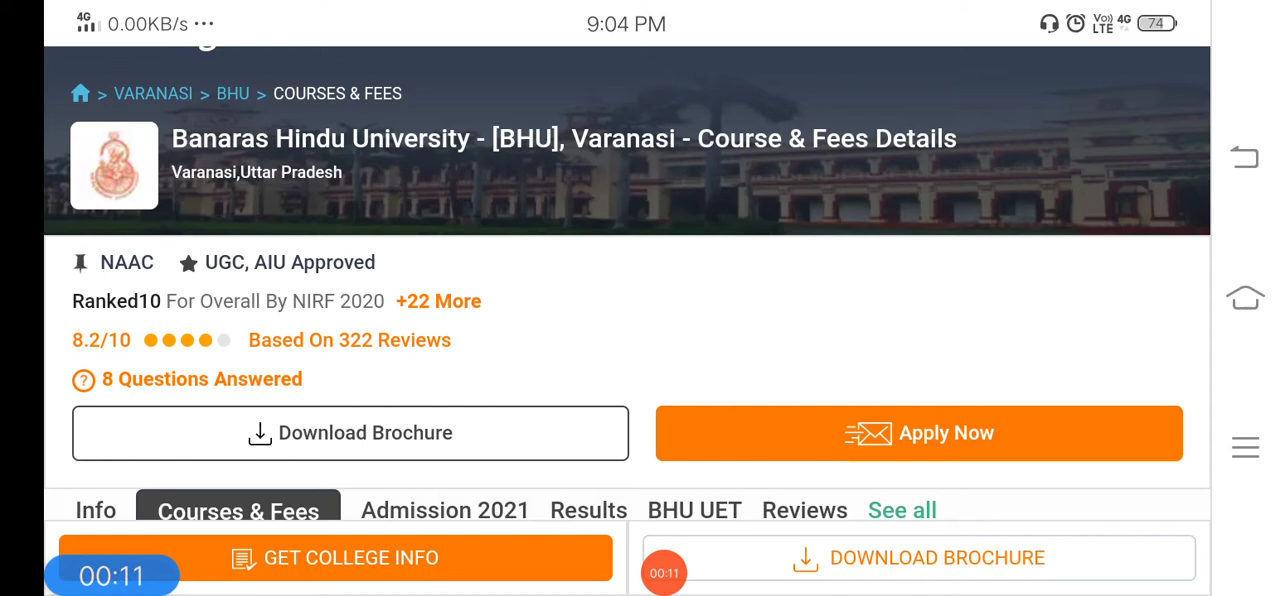 4G 0.00KB/s ... 9:04 PM Vo)) LTE 4G 74
> VARANASI > BHU > COURSES & FEES
Banaras Hindu University - [BHU], Varanasi - Course & Fees Details
Varanasi,Uttar Pradesh
NAAC UGC, AIU Approved
Ranked10 For Overall By NIRF 2020 +22 More
8.2/10 Based On 322 Reviews
? 8 Questions Answered
Download Brochure Apply Now
Info Courses & Fees Admission 2021 Results BHU UET Reviews See all
GET COLLEGE INFO DOWNLOAD BROCHURE
00:11 00:11